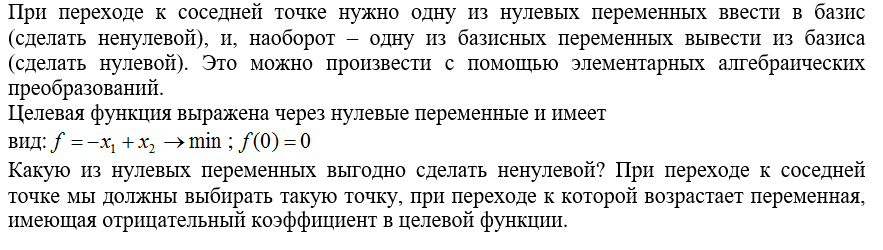 При переходе к соседней точке нужно одну из нулевых переменных ввести в базис
(сделать ненулевой), и, наоборот – одну из базисных переменных вывести из базиса
(сделать нулевой). Это можно произвести с помощью элементарных алгебраических
преобразований.
Целевая функция выражена через нулевые переменные и имеет
вид: f = −x₁ + x₂ → min ; f(0) = 0
Какую из нулевых переменных выгодно сделать ненулевой? При переходе к соседней
точке мы должны выбирать такую точку, при переходе к которой возрастает переменная,
имеющая отрицательный коэффициент в целевой функции.